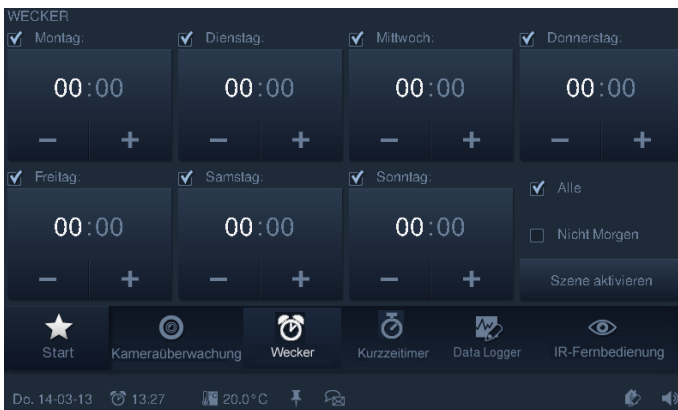 WECKER
Montag: Dienstag: Mittwoch: Donnerstag:
00:00 00:00 00:00 00:00
− + − + − + − +
Freitag: Samstag: Sonntag:
Alle
00:00 00:00 00:00
Nicht Morgen
− + − + − +
Szene aktivieren
Start Kameraüberwachung Wecker Kurzzeitimer Data Logger IR-Fernbedienung
Do. 14-03-13 13:27 20.0°C